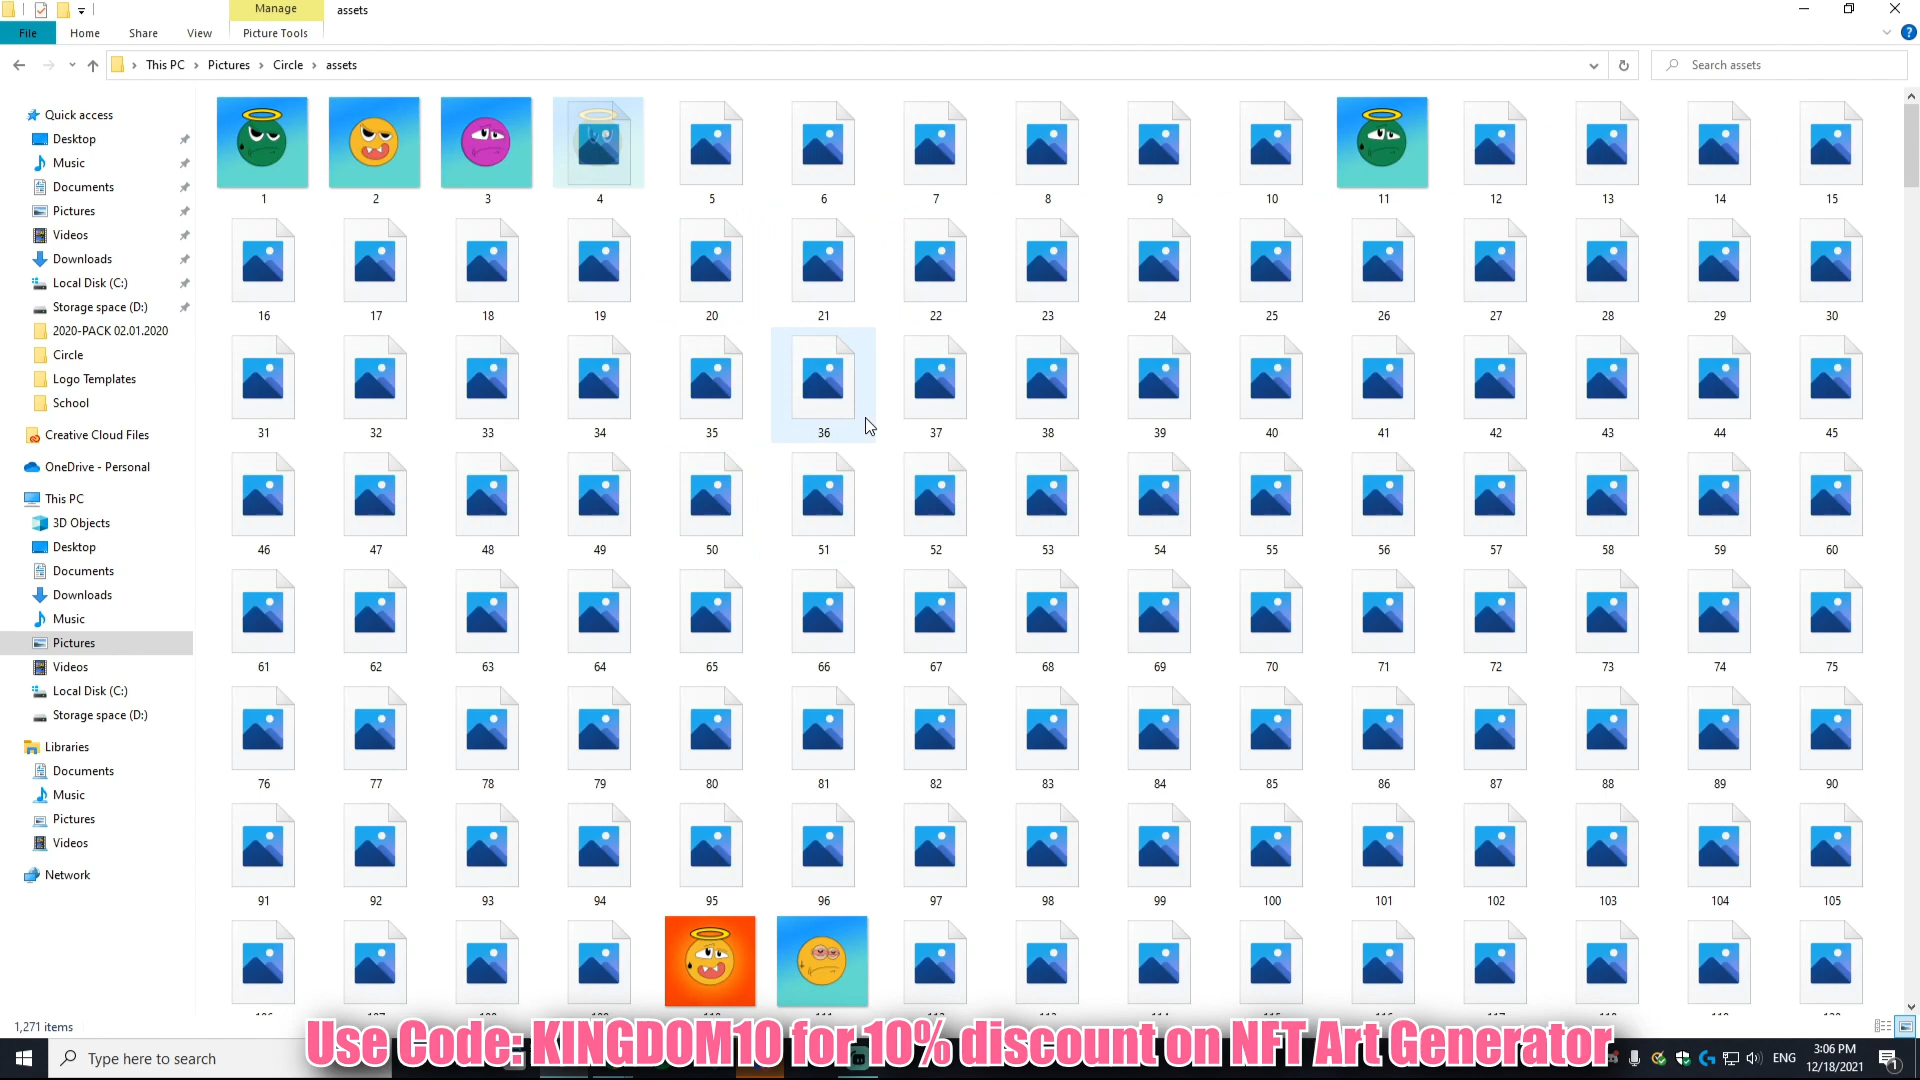 Manage
assets
File
Home
Share
View
Picture Tools
This PC
Pictures
Circle
assets
Search assets
Quick access
Desktop
Music
Documents
Pictures
Videos
Downloads
Local Disk (C:)
Storage space (D:)
2020-PACK 02.01.2020
Circle
Logo Templates
School
Creative Cloud Files
OneDrive - Personal
This PC
3D Objects
Desktop
Documents
Downloads
Music
Pictures
Videos
Local Disk (C:)
Storage space (D:)
Libraries
Documents
Music
Pictures
Videos
Network
1 2 3 4 5 6 7 8 9 10 11 12 13 14 15
16 17 18 19 20 21 22 23 24 25 26 27 28 29 30
31 32 33 34 35 36 37 38 39 40 41 42 43 44 45
46 47 48 49 50 51 52 53 54 55 56 57 58 59 60
61 62 63 64 65 66 67 68 69 70 71 72 73 74 75
76 77 78 79 80 81 82 83 84 85 86 87 88 89 90
91 92 93 94 95 96 97 98 99 100 101 102 103 104 105
1,271 items
Use Code: KINGDOM10 for 10% discount on NFT Art Generator
Type here to search
ENG
3:06 PM
12/18/2021
1